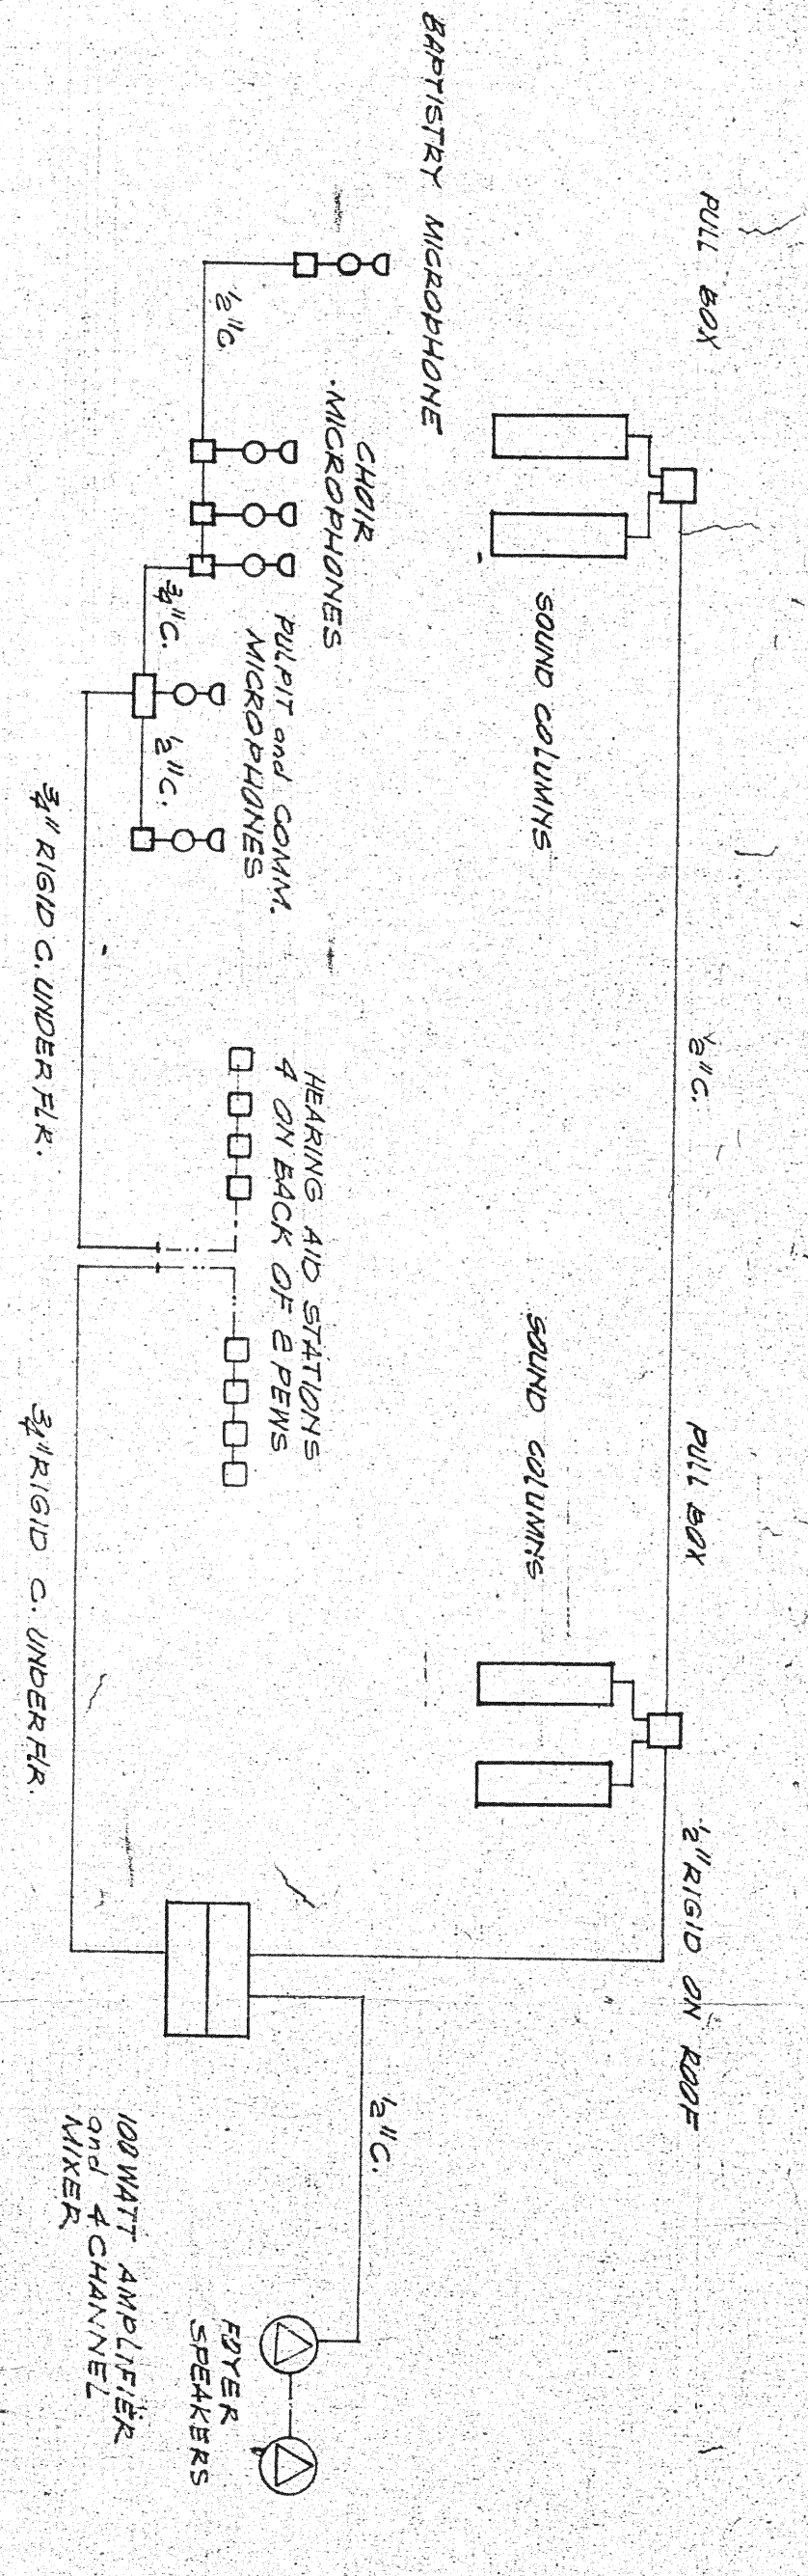 PULL BOX
½"C.
PULL BOX
½" RIGID ON ROOF
SOUND COLUMNS
SOUND COLUMNS
BAPTISTRY MICROPHONE
½"C.
CHOIR
MICROPHONES
¾"C.
PULPIT and COMM.
MICROPHONES
½"C.
HEARING AID STATIONS
4 ON BACK OF 2 PEWS
½"C.
FOYER
SPEAKERS
¾" RIGID C. UNDER FLR.
¾" RIGID C. UNDER FLR.
100 WATT AMPLIFIER
and 4 CHANNEL
MIXER